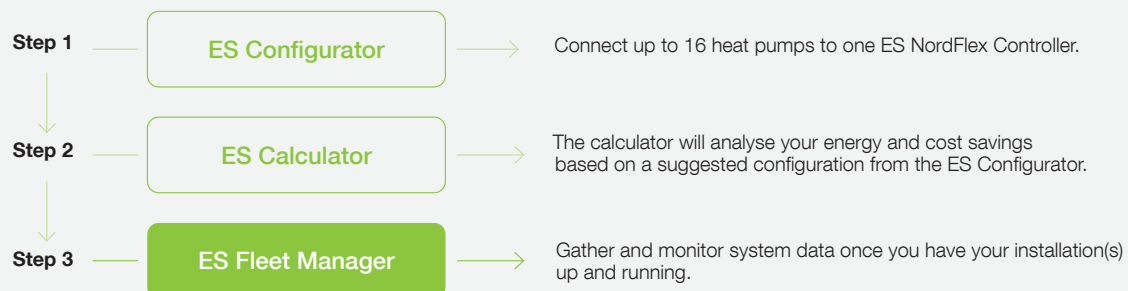 Step 1
ES Configurator
Connect up to 16 heat pumps to one ES NordFlex Controller.
Step 2
ES Calculator
The calculator will analyse your energy and cost savings
based on a suggested configuration from the ES Configurator.
Step 3
ES Fleet Manager
Gather and monitor system data once you have your installation(s)
up and running.